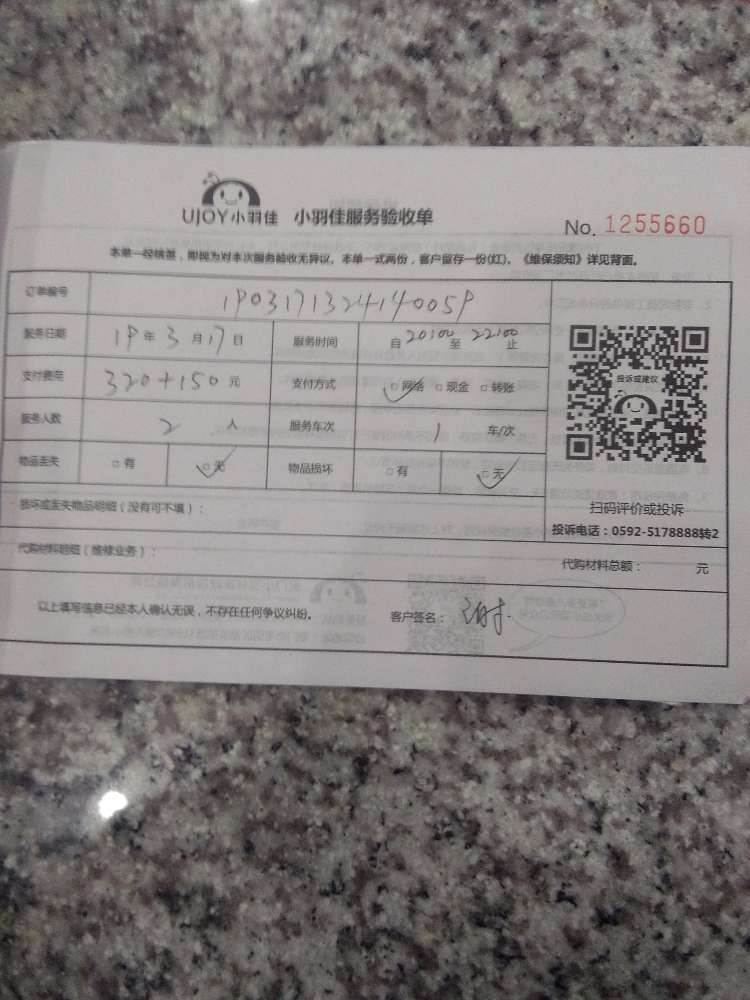 UJOY小羽佳 小羽佳服务验收单
No. 1255660
本单一经核签，即视为对本次服务验收无异议。本单一式两份，客户留存一份(红)。《维保须知》详见背面。
订单编号 1903171324140059
服务日期 19年3月17日 服务时间 自20:00至22:00止
支付费用 320+150元 支付方式 □网络 □现金 □转账
服务人数 2人 服务车次 1 车/次
物品丢失 □有 □无 物品损坏 □有 □无
投诉或建议
扫码评价或投诉
投诉电话：0592-5178888转2
损坏或丢失物品明细（没有可不填）：
代购材料明细（维修业务）： 代购材料总额： 元
以上填写信息已经本人确认无误，不存在任何争议纠纷。 客户签名：